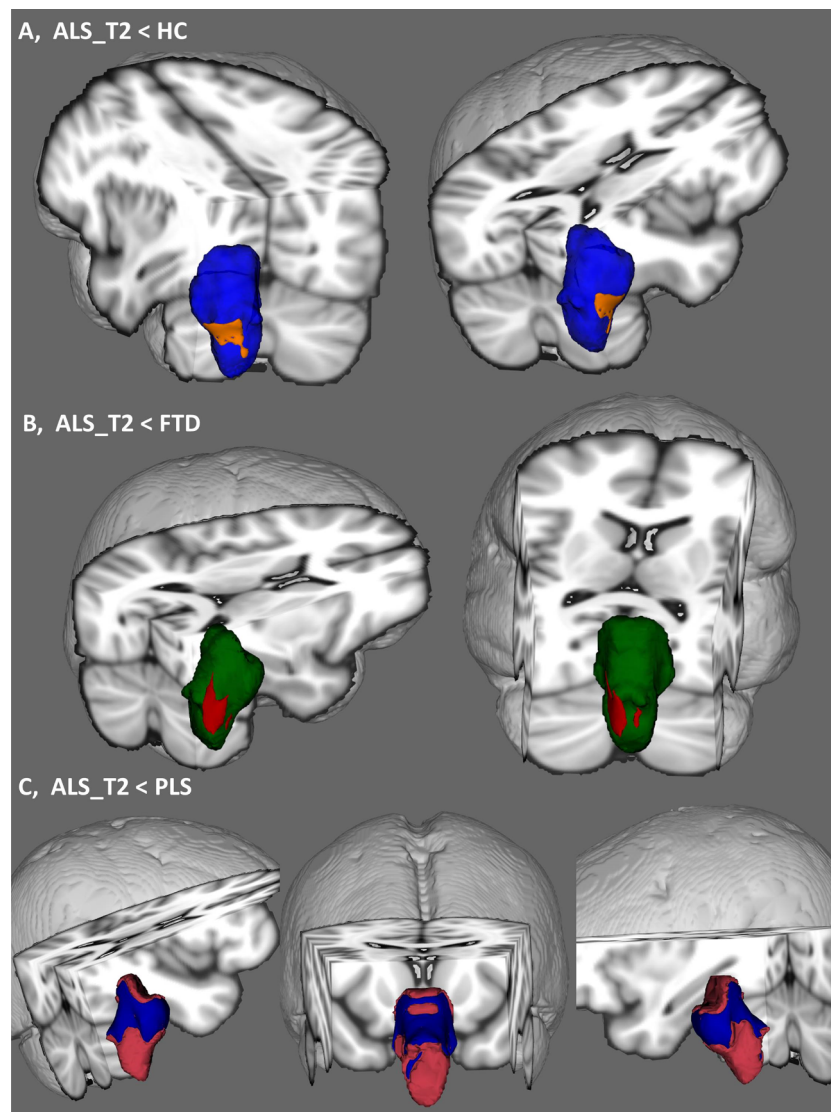 A, ALS_T2 < HC
B, ALS_T2 < FTD
C, ALS_T2 < PLS